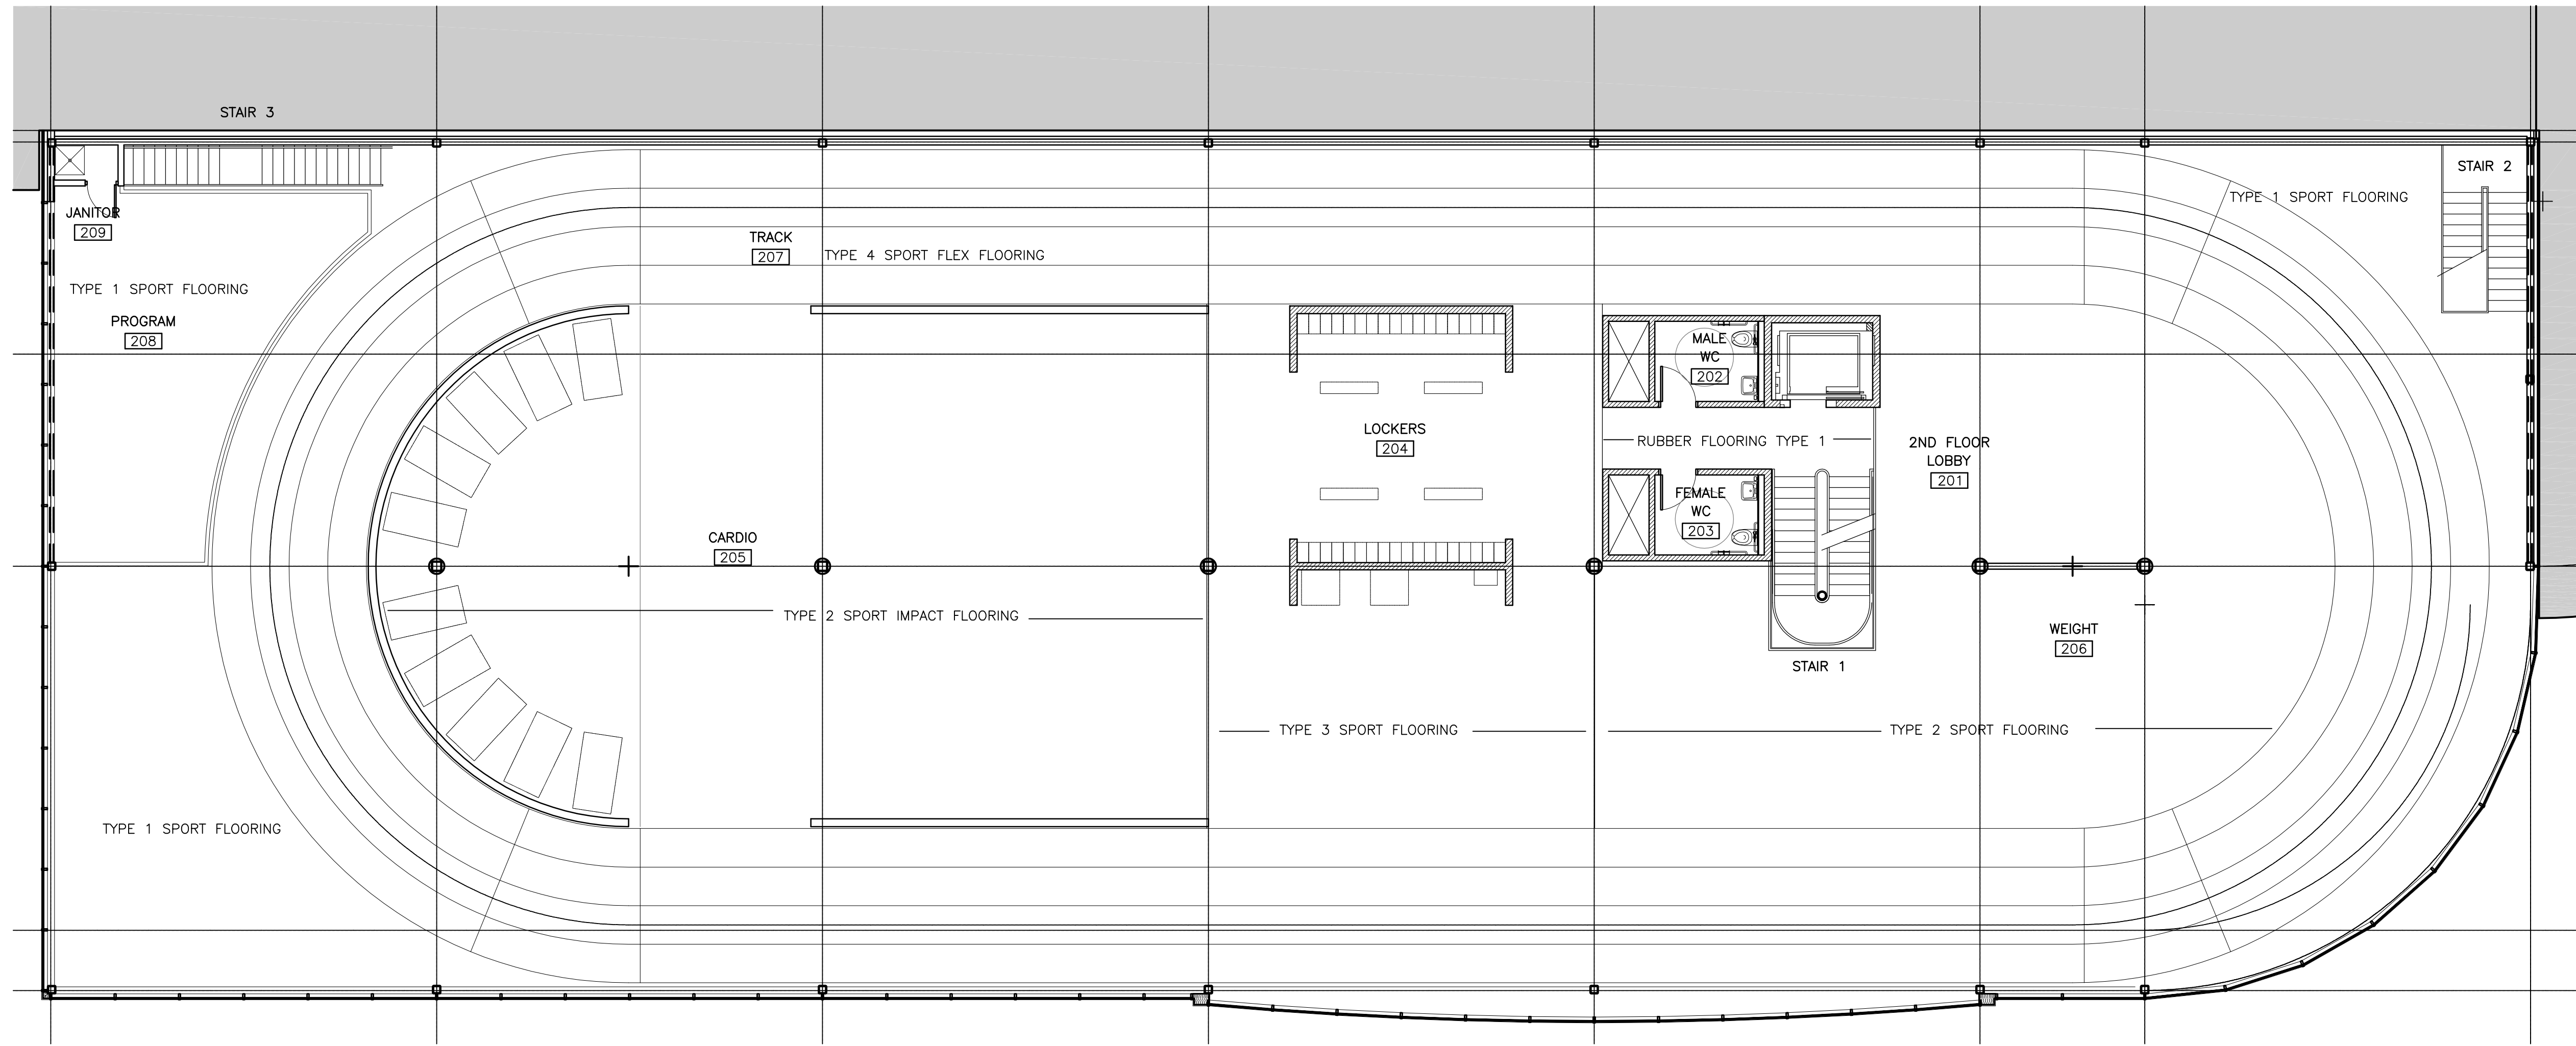 STAIR 3
STAIR 2
TYPE 1 SPORT FLOORING
JANITOR
209
TRACK
207
TYPE 4 SPORT FLEX FLOORING
TYPE 1 SPORT FLOORING
PROGRAM
208
MALE
WC
202
LOCKERS
204
RUBBER FLOORING TYPE 1
2ND FLOOR
LOBBY
201
FEMALE
WC
203
CARDIO
205
TYPE 2 SPORT IMPACT FLOORING
WEIGHT
206
STAIR 1
TYPE 3 SPORT FLOORING
TYPE 2 SPORT FLOORING
TYPE 1 SPORT FLOORING